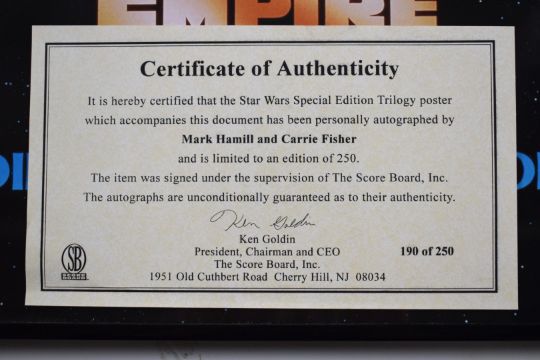 EMPIRE
Certificate of Authenticity
It is hereby certified that the Star Wars Special Edition Trilogy poster
which accompanies this document has been personally autographed by
Mark Hamill and Carrie Fisher
and is limited to an edition of 250.
The item was signed under the supervision of The Score Board, Inc.
The autographs are unconditionally guaranteed as to their authenticity.
Ken Goldin
Ken Goldin
President, Chairman and CEO
190 of 250
The Score Board, Inc.
1951 Old Cuthbert Road Cherry Hill, NJ 08034
SB